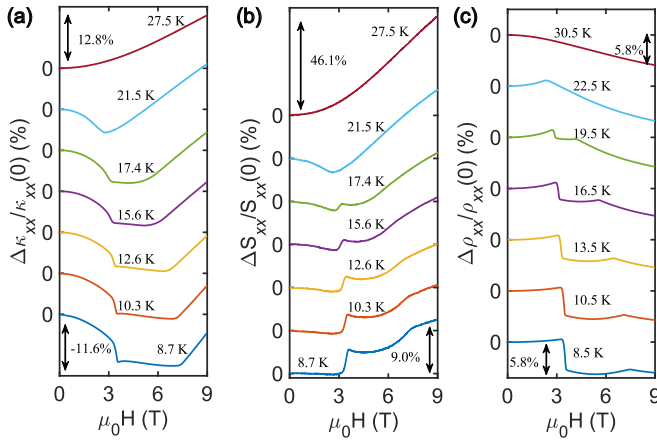 (a)
(b)
(c)
Δκxx/κxx(0) (%)
12.8%
27.5 K
0
21.5 K
0
17.4 K
0
15.6 K
0
12.6 K
0
10.3 K
0
-11.6%
8.7 K
0
0 3 6 9
μ0H (T)
ΔSxx/Sxx(0) (%)
46.1%
27.5 K
0
21.5 K
0
17.4 K
0
15.6 K
0
12.6 K
0
10.3 K
0
8.7 K
9.0%
0
0 3 6 9
μ0H (T)
Δρxx/ρxx(0) (%)
0
30.5 K
5.8%
0
22.5 K
0
19.5 K
0
16.5 K
0
13.5 K
0
10.5 K
0
8.5 K
5.8%
0 3 6 9
μ0H (T)